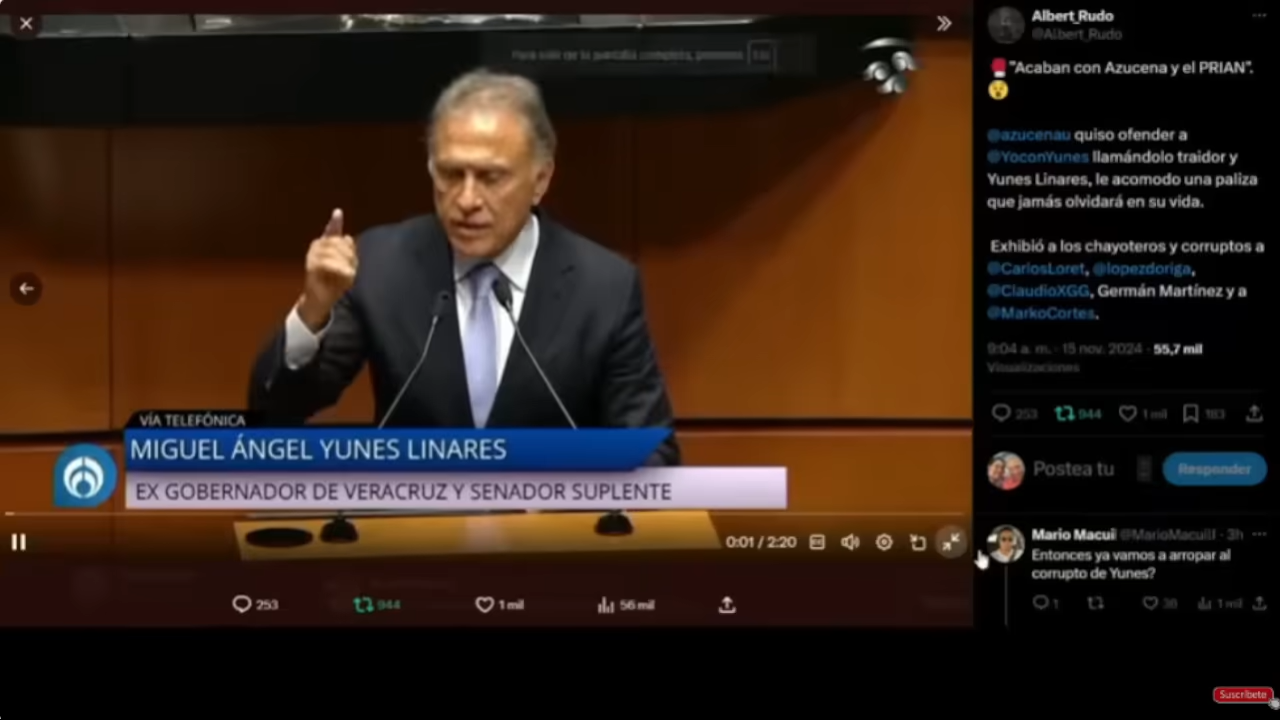 Para salir de la pantalla completa, presiona Esc
VÍA TELEFÓNICA
MIGUEL ÁNGEL YUNES LINARES
EX GOBERNADOR DE VERACRUZ Y SENADOR SUPLENTE
0:01 / 2:20
253
944
1 mil
56 mil
Albert_Rudo
@Albert_Rudo
"Acaban con Azucena y el PRIAN".
@azucenau quiso ofender a
@YoconYunes llamándolo traidor y
Yunes Linares, le acomodo una paliza
que jamás olvidará en su vida.
Exhibió a los chayoteros y corruptos a
@CarlosLoret, @lopezdoriga,
@ClaudioXGG, Germán Martínez y a
@MarkoCortes.
9:04 a. m. · 15 nov. 2024 · 55,7 mil
Visualizaciones
253
944
1 mil
183
Postea tu
Responder
Mario Macuil · 3h
Entonces ya vamos a arropar al
corrupto de Yunes?
1
38
1 mil
Suscríbete